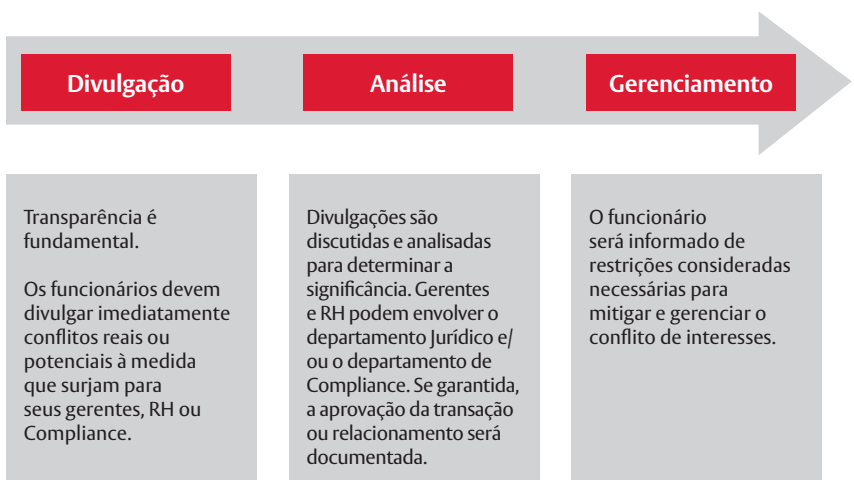 Divulgação
Análise
Gerenciamento
Transparência é
fundamental.
Os funcionários devem
divulgar imediatamente
conflitos reais ou
potenciais à medida
que surjam para
seus gerentes, RH ou
Compliance.
Divulgações são
discutidas e analisadas
para determinar a
significância. Gerentes
e RH podem envolver o
departamento Jurídico e/
ou o departamento de
Compliance. Se garantida,
a aprovação da transação
ou relacionamento será
documentada.
O funcionário
será informado de
restrições consideradas
necessárias para
mitigar e gerenciar o
conflito de interesses.